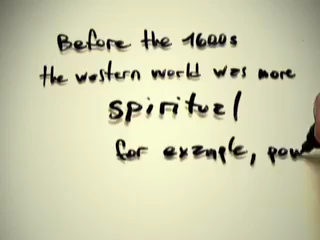 Before the 1600s
the western world was more
spiritual
for example, pow